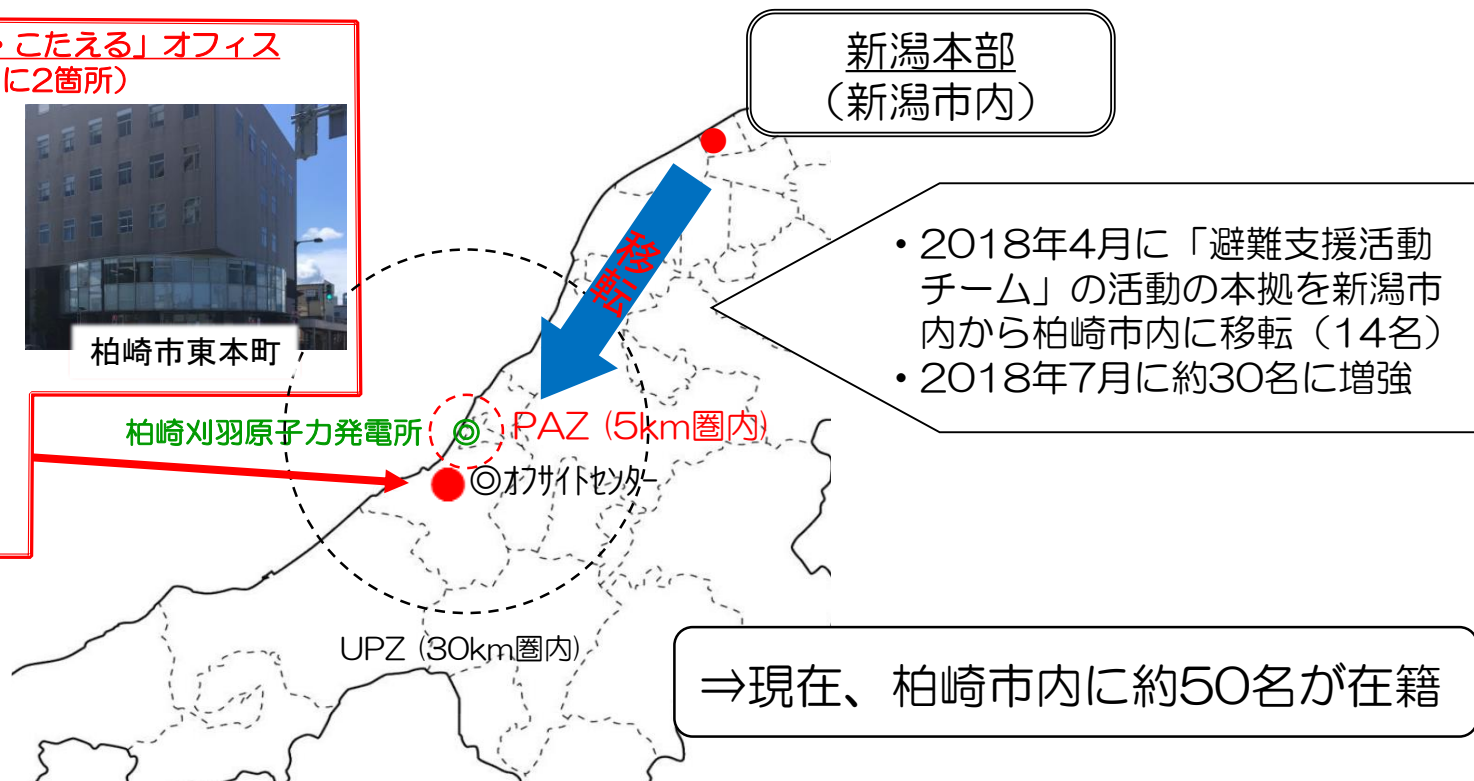 ・こたえる」オフィス
に2箇所）
柏崎市東本町
新潟本部
（新潟市内）
移転
・2018年4月に「避難支援活動
チーム」の活動の本拠を新潟市
内から柏崎市内に移転（14名）
・2018年7月に約30名に増強
柏崎刈羽原子力発電所
◎
PAZ (5km圏内)
◎ｵﾌｻｲﾄｾﾝﾀｰ
UPZ (30km圏内)
⇒現在、柏崎市内に約50名が在籍